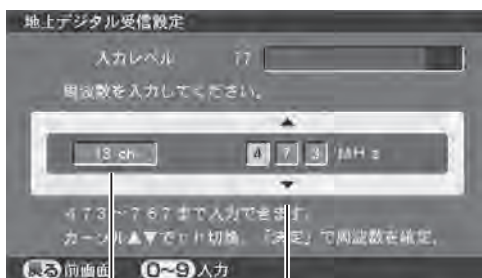 地上デジタル受信設定
入力レベル 77
周波数を入力してください。
▲
13 ch 4 7 3 MHz
▼
473～767まで入力できます。
カーソル▲▼でch切換、「決定」で周波数を確定。
戻る 前画面 0～9 入力